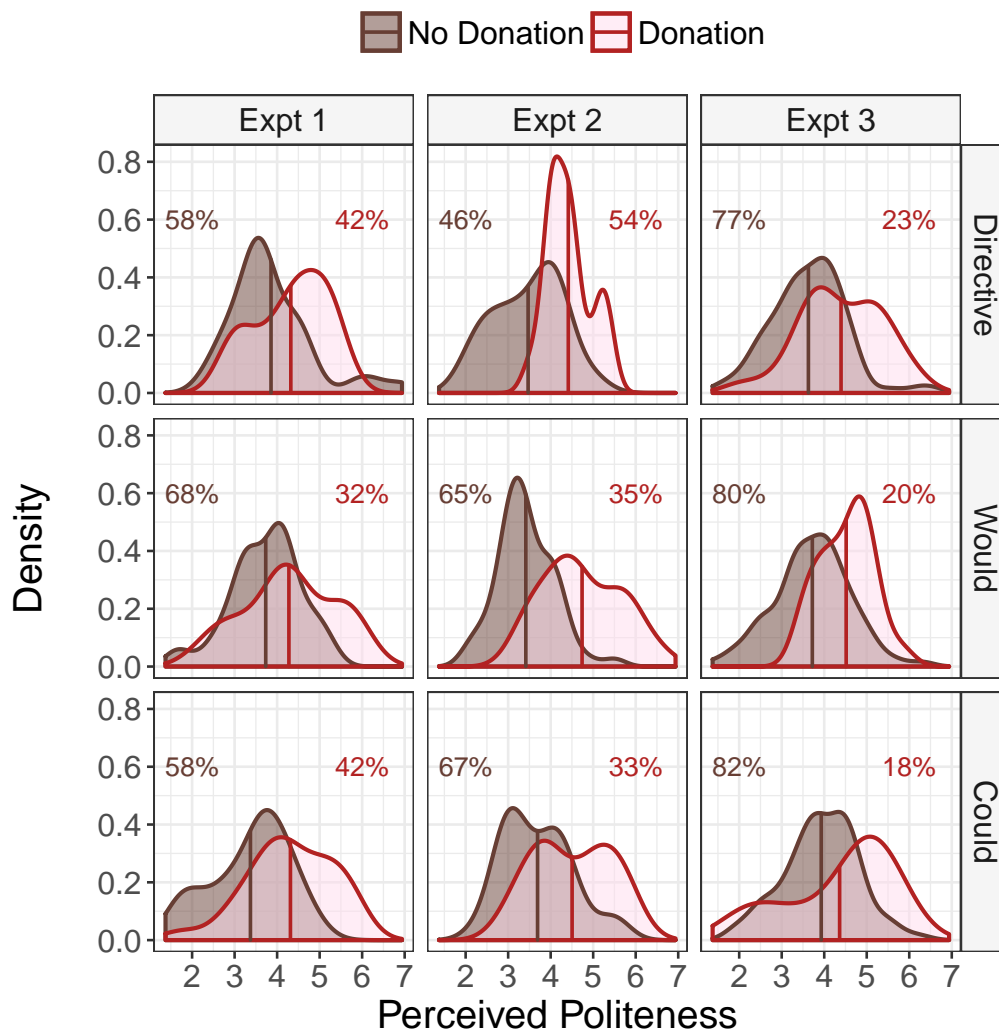 No Donation Donation
Expt 1 Expt 2 Expt 3
0.8
0.6
0.4
0.2
0.0
58% 42% 46% 54% 77% 23%
Directive
0.8
0.6
0.4
0.2
0.0
68% 32% 65% 35% 80% 20%
Would
Density
0.8
0.6
0.4
0.2
0.0
58% 42% 67% 33% 82% 18%
Could
2 3 4 5 6 7 2 3 4 5 6 7 2 3 4 5 6 7
Perceived Politeness